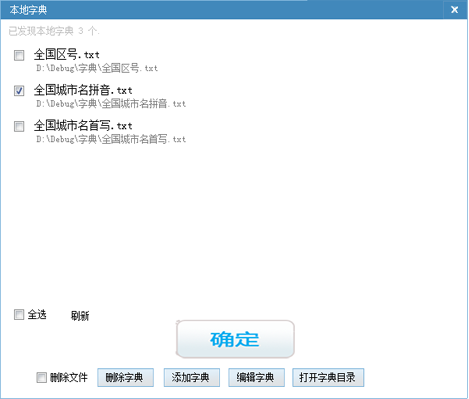 本地字典
已发现本地字典 3 个.
全国区号.txt
D:\Debug\字典\全国区号.txt
全国城市名拼音.txt
D:\Debug\字典\全国城市名拼音.txt
全国城市名首写.txt
D:\Debug\字典\全国城市名首写.txt
全选 刷新
确定
删除文件 删除字典 添加字典 编辑字典 打开字典目录